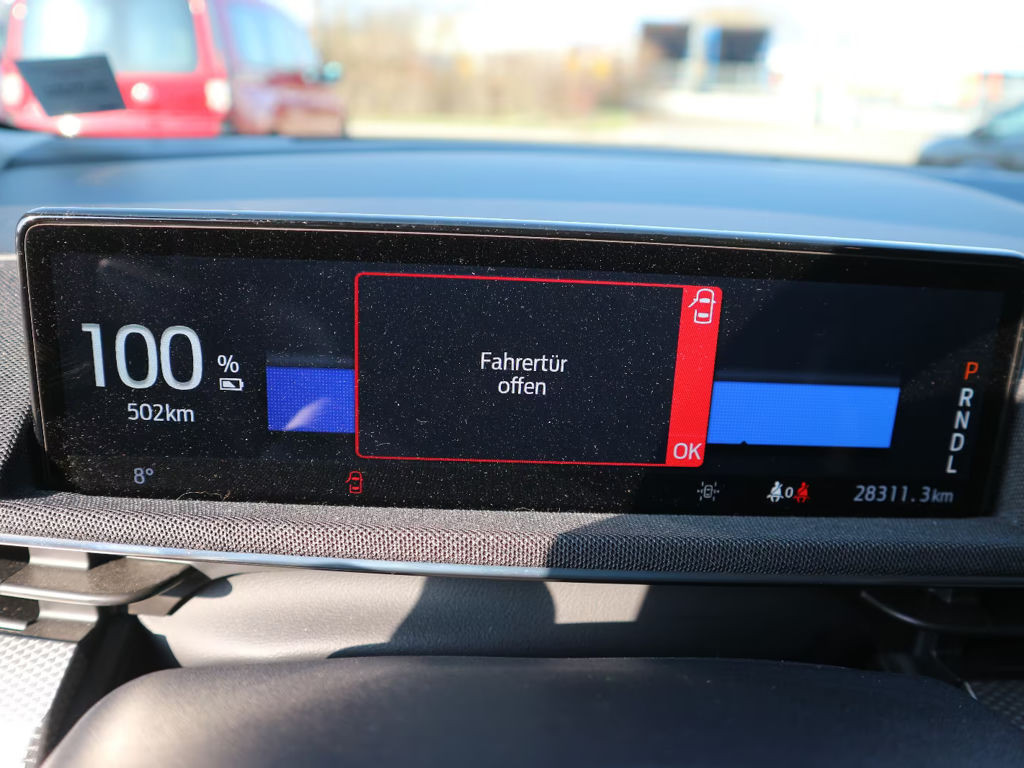 100 %
502km
8°
Fahrertür
offen
OK
0
28311.3km
P
R
N
D
L